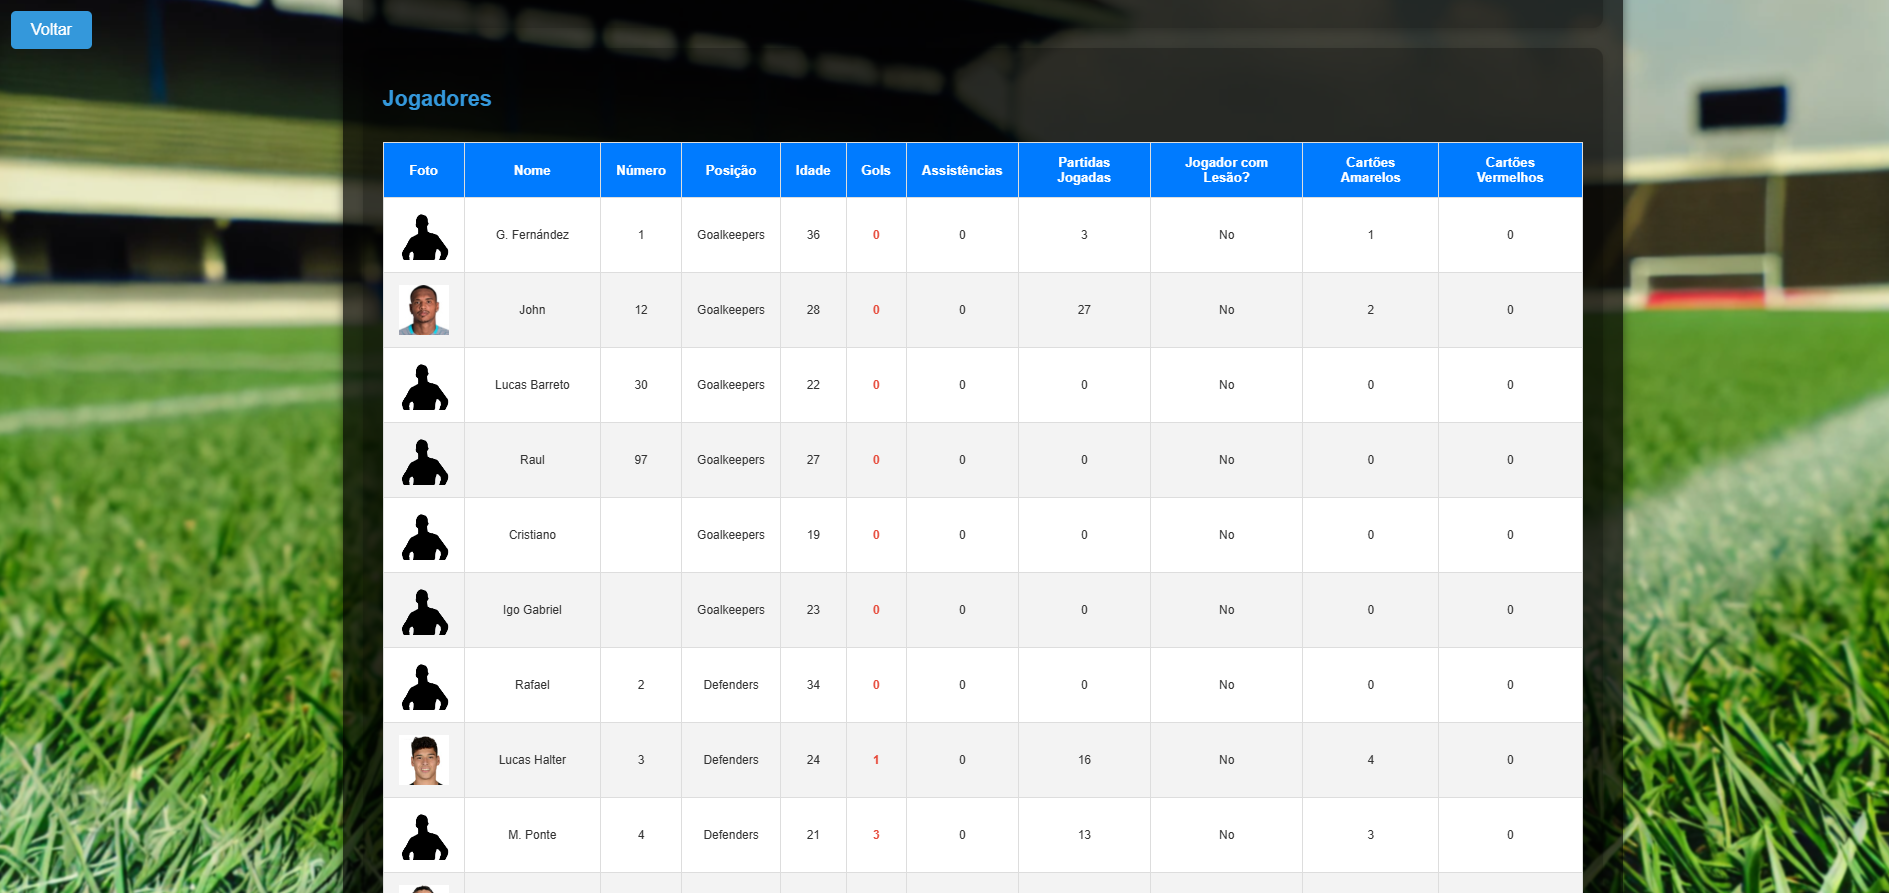 Voltar
Jogadores
Foto Nome Número Posição Idade Gols Assistências Partidas Jogadas Jogador com Lesão? Cartões Amarelos Cartões Vermelhos
G. Fernández 1 Goalkeepers 36 0 0 3 No 1 0
John 12 Goalkeepers 28 0 0 27 No 2 0
Lucas Barreto 30 Goalkeepers 22 0 0 0 No 0 0
Raul 97 Goalkeepers 27 0 0 0 No 0 0
Cristiano Goalkeepers 19 0 0 0 No 0 0
Igo Gabriel Goalkeepers 23 0 0 0 No 0 0
Rafael 2 Defenders 34 0 0 0 No 0 0
Lucas Halter 3 Defenders 24 1 0 16 No 4 0
M. Ponte 4 Defenders 21 3 0 13 No 3 0